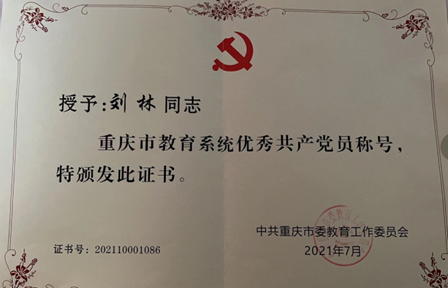 授予:刘林同志
重庆市教育系统优秀共产党员称号，
特颁发此证书。
中共重庆市委教育工作委员会
证书号: 202110001086
2021年7月